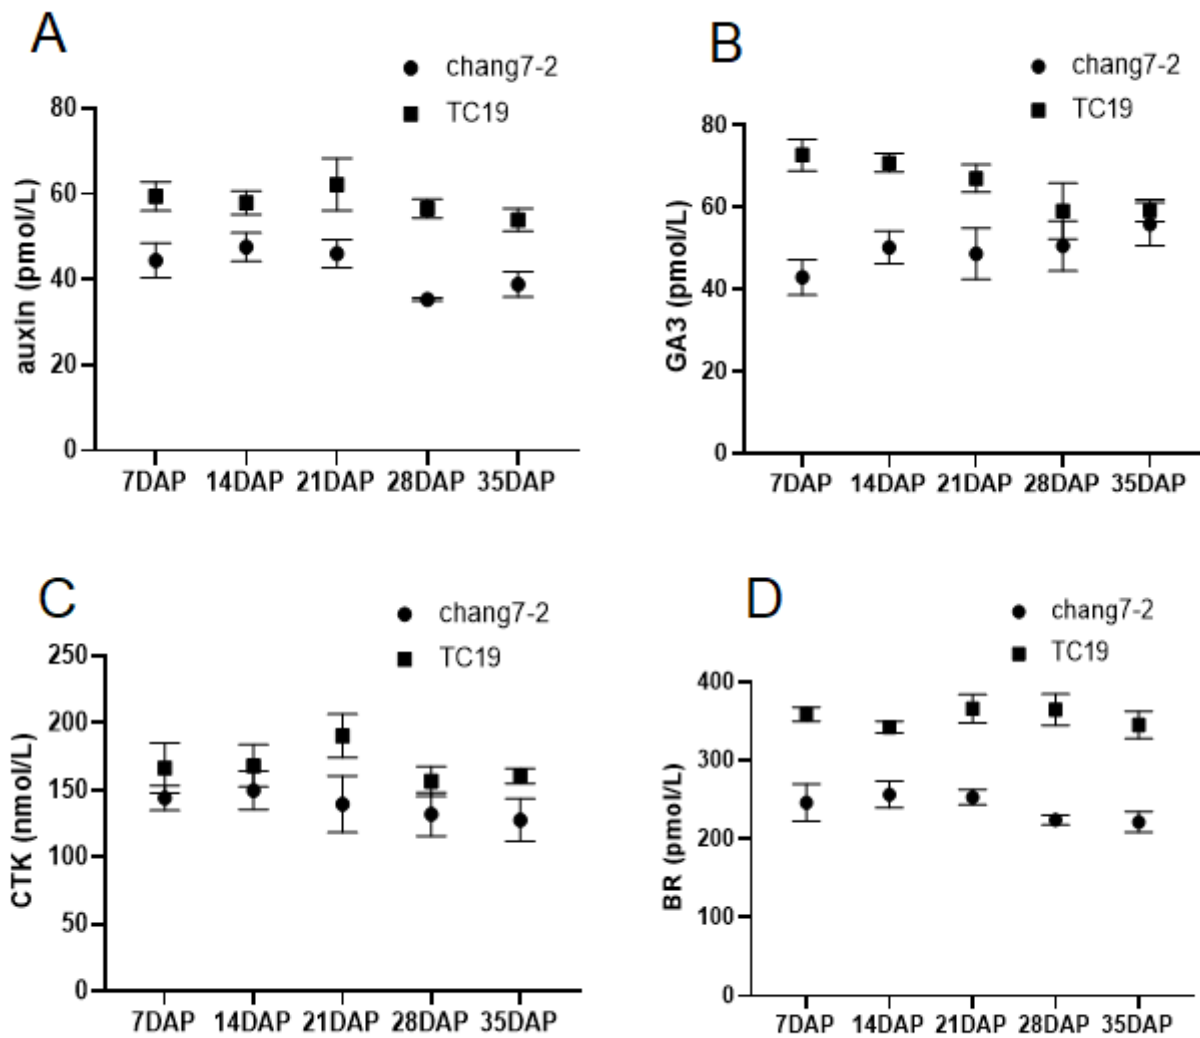 A
chang7-2
TC19
auxin (pmol/L)
80
60
40
20
0
7DAP 14DAP 21DAP 28DAP 35DAP
B
chang7-2
TC19
GA3 (pmol/L)
80
60
40
20
0
7DAP 14DAP 21DAP 28DAP 35DAP
C
chang7-2
TC19
CTK (nmol/L)
250
200
150
100
50
0
7DAP 14DAP 21DAP 28DAP 35DAP
D
chang7-2
TC19
BR (pmol/L)
400
300
200
100
0
7DAP 14DAP 21DAP 28DAP 35DAP